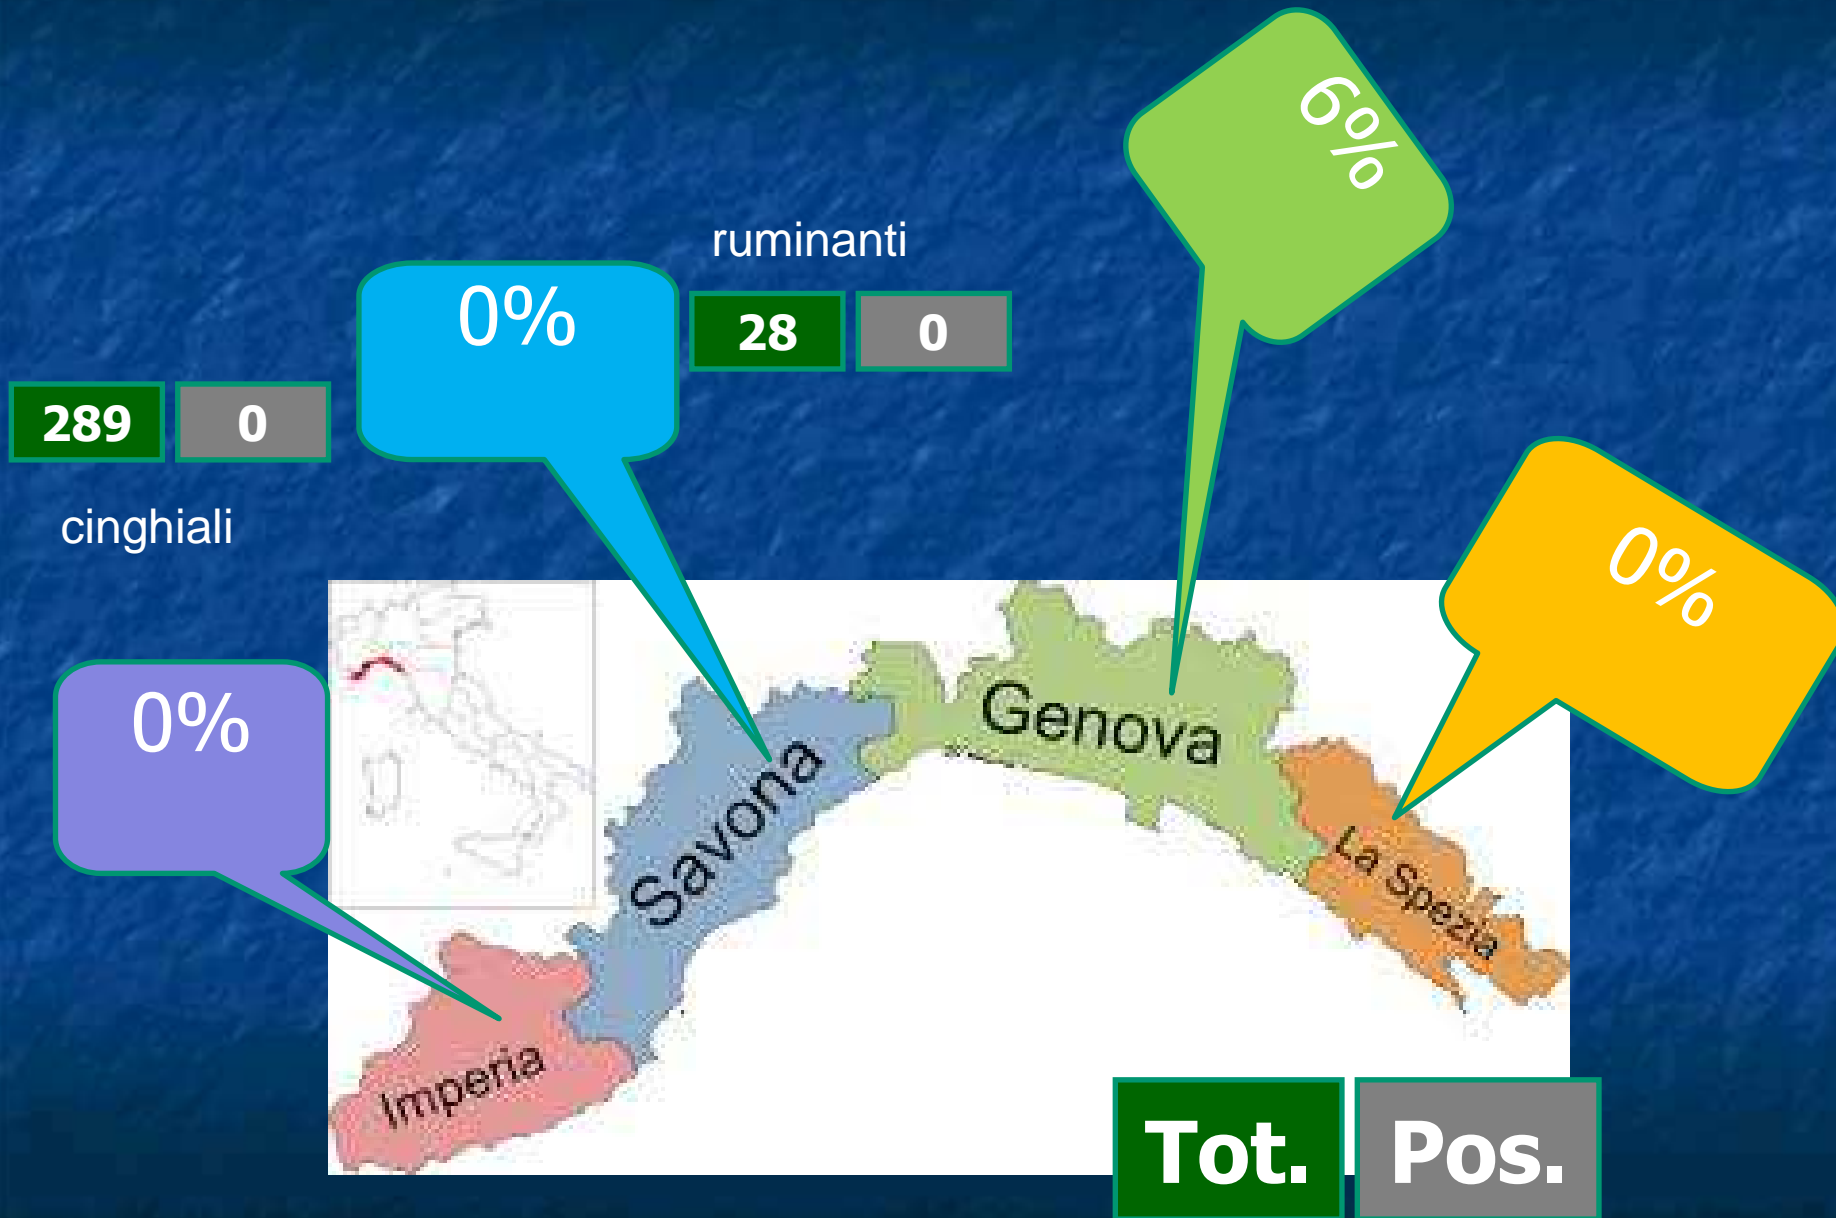 6%
ruminanti
0%
28 0
289 0
cinghiali
0%
0%
Genova
Savona
La Spezia
Imperia
Tot. Pos.